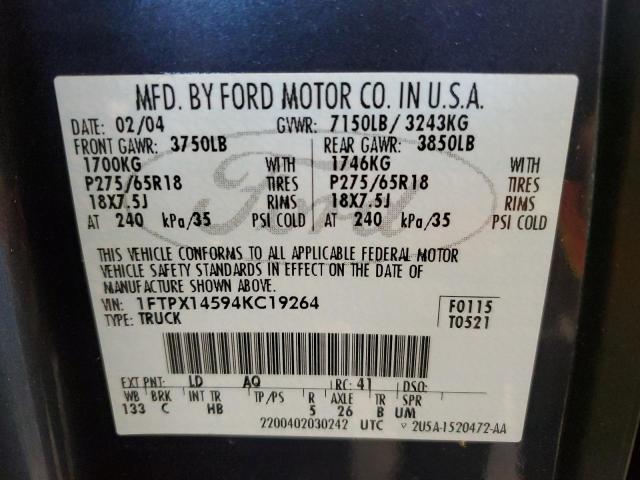 MFD. BY FORD MOTOR CO. IN U.S.A.
DATE: 02/04 GVWR: 7150LB/ 3243KG
FRONT GAWR: 3750LB REAR GAWR: 3850LB
1700KG WITH 1746KG WITH
P275/65R18 TIRES P275/65R18 TIRES
18X7.5J RIMS 18X7.5J RIMS
AT 240 kPa/35 PSI COLD AT 240 kPa/35 PSI COLD
Ford
THIS VEHICLE CONFORMS TO ALL APPLICABLE FEDERAL MOTOR
VEHICLE SAFETY STANDARDS IN EFFECT ON THE DATE OF
MANUFACTURE SHOWN ABOVE.
VIN: 1FTPX14594KC19264 F0115
TYPE: TRUCK T0521
EXT PNT: LD AQ RC: 41 DSO:
WB BRK INT TR TP/PS R AXLE TR SPR
133 C HB 5 26 B UM
2200402030242 UTC ▽ 2U5A-1520472-AA